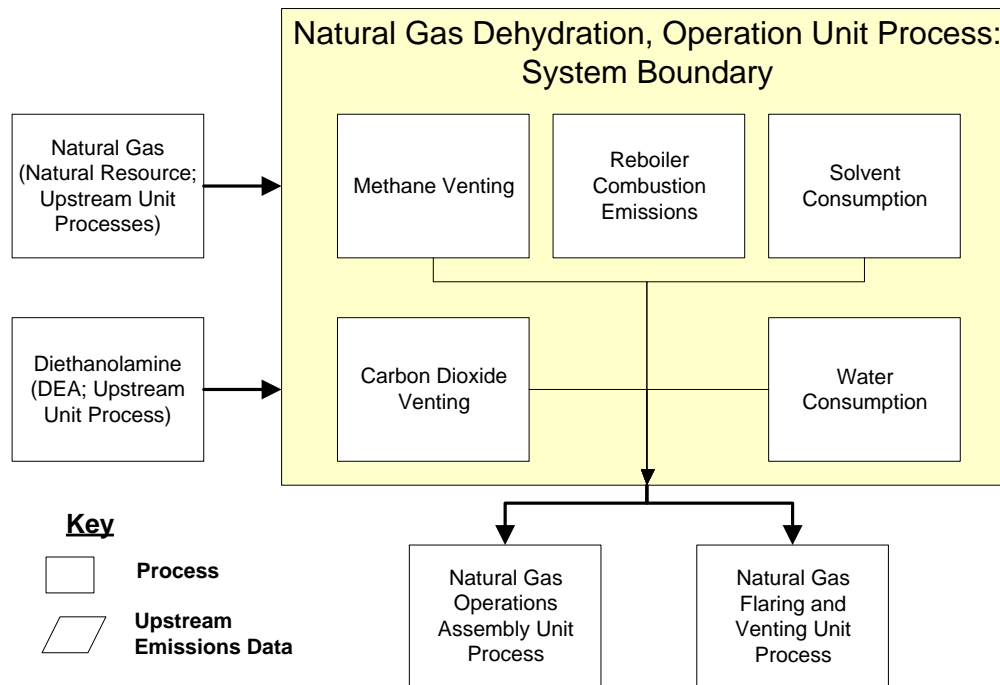 Natural Gas Dehydration, Operation Unit Process:
System Boundary
Natural Gas
(Natural Resource;
Upstream Unit
Processes)
Methane Venting
Reboiler
Combustion
Emissions
Solvent
Consumption
Diethanolamine
(DEA; Upstream
Unit Process)
Carbon Dioxide
Venting
Water
Consumption
Key
Process
Upstream
Emissions Data
Natural Gas
Operations
Assembly Unit
Process
Natural Gas
Flaring and
Venting Unit
Process